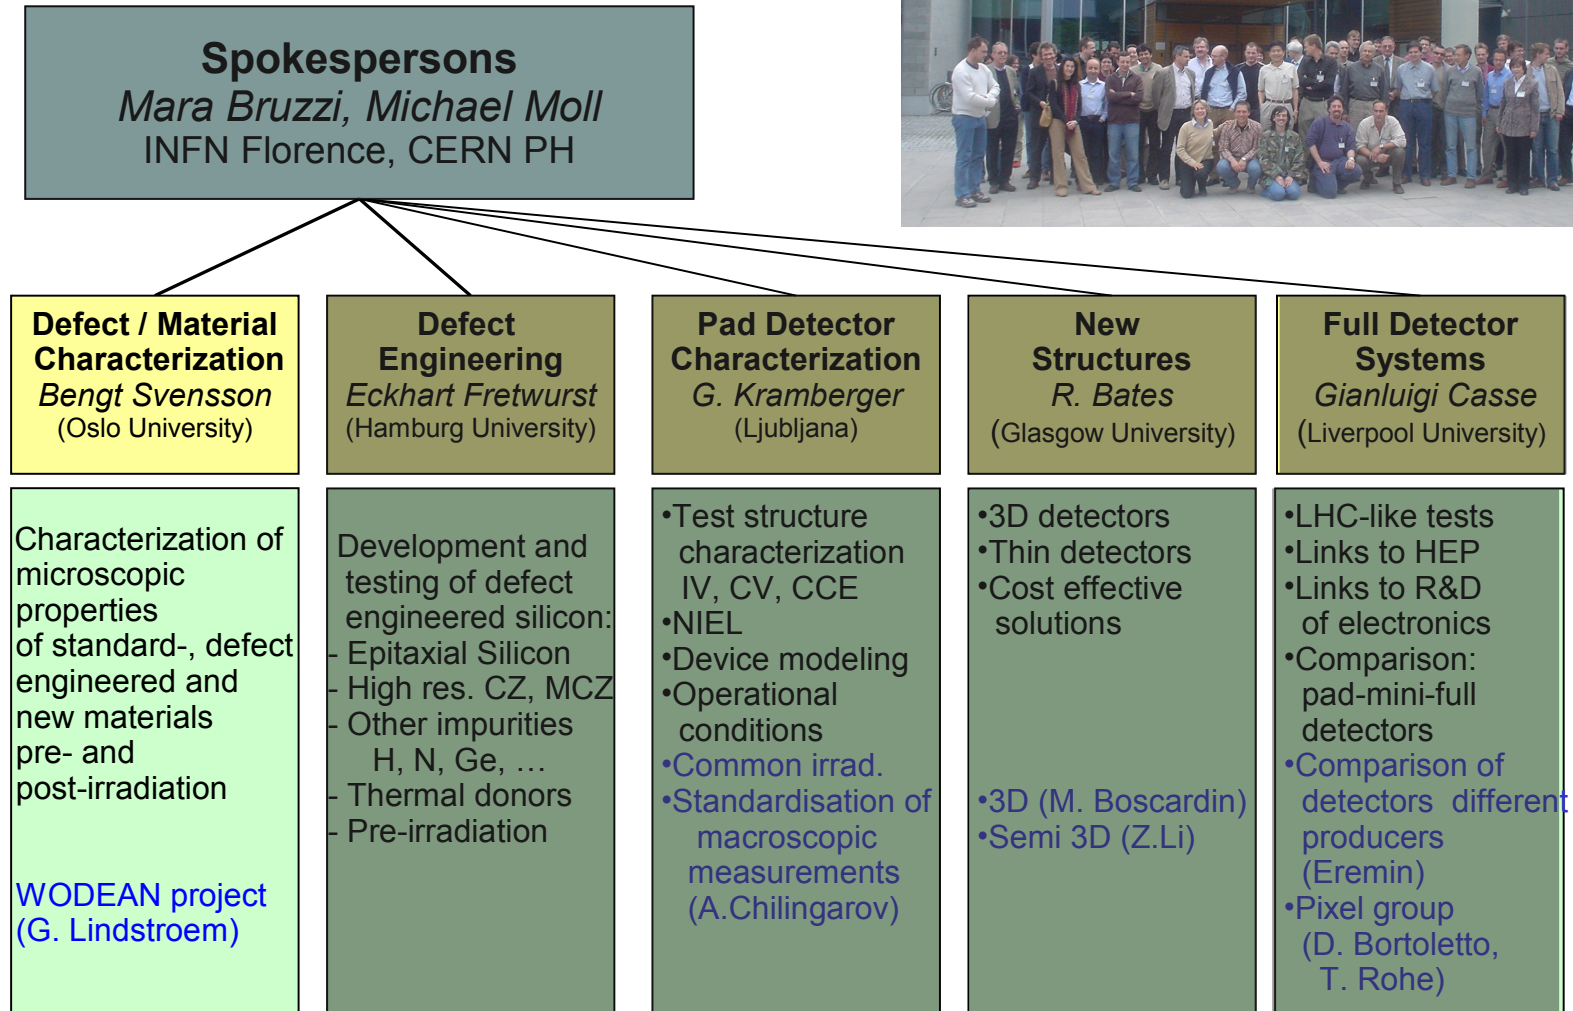 Spokespersons
Mara Bruzzi, Michael Moll
INFN Florence, CERN PH
Defect / Material
Characterization
Bengt Svensson
(Oslo University)
Defect
Engineering
Eckhart Fretwurst
(Hamburg University)
Pad Detector
Characterization
G. Kramberger
(Ljubljana)
New
Structures
R. Bates
(Glasgow University)
Full Detector
Systems
Gianluigi Casse
(Liverpool University)
Characterization of
microscopic
properties
of standard-, defect
engineered and
new materials
pre- and
post-irradiation
WODEAN project
(G. Lindstroem)
Development and
testing of defect
engineered silicon:
- Epitaxial Silicon
- High res. CZ, MCZ
- Other impurities
H, N, Ge, …
- Thermal donors
- Pre-irradiation
•Test structure
characterization
IV, CV, CCE
•NIEL
•Device modeling
•Operational
conditions
•Common irrad.
•Standardisation of
macroscopic
measurements
(A.Chilingarov)
•3D detectors
•Thin detectors
•Cost effective
solutions
•3D (M. Boscardin)
•Semi 3D (Z.Li)
•LHC-like tests
•Links to HEP
•Links to R&D
of electronics
•Comparison:
pad-mini-full
detectors
•Comparison of
detectors different
producers
(Eremin)
•Pixel group
(D. Bortoletto,
T. Rohe)